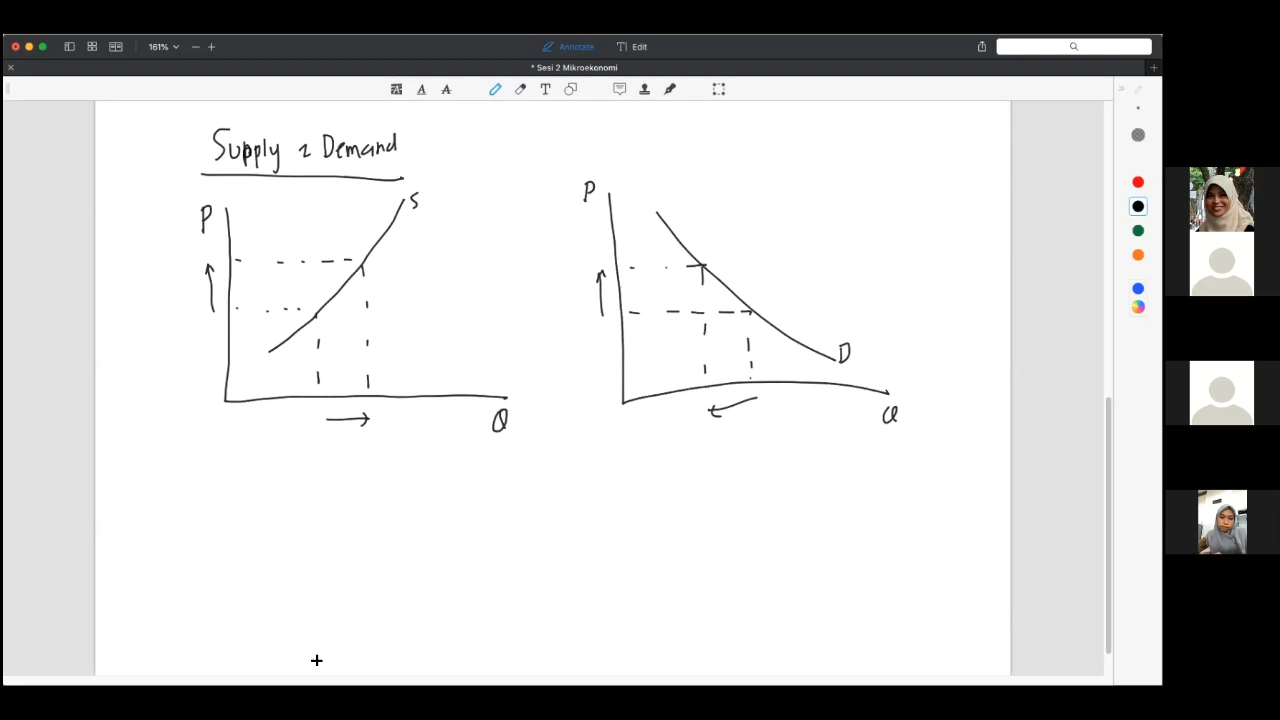 161%
Annotate
Edit
* Sesi 2 Mikroekonomi
A A T
Supply & Demand
P
S
Q
P
D
Q